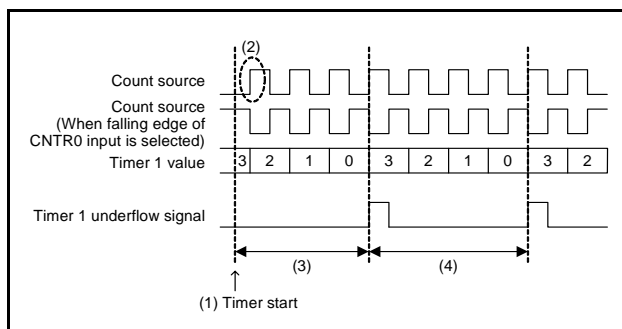 (2)
Count source
Count source
(When falling edge of
CNTR0 input is selected)
Timer 1 value
3 2 1 0 3 2 1 0 3 2
Timer 1 underflow signal
(3)
(4)
(1) Timer start